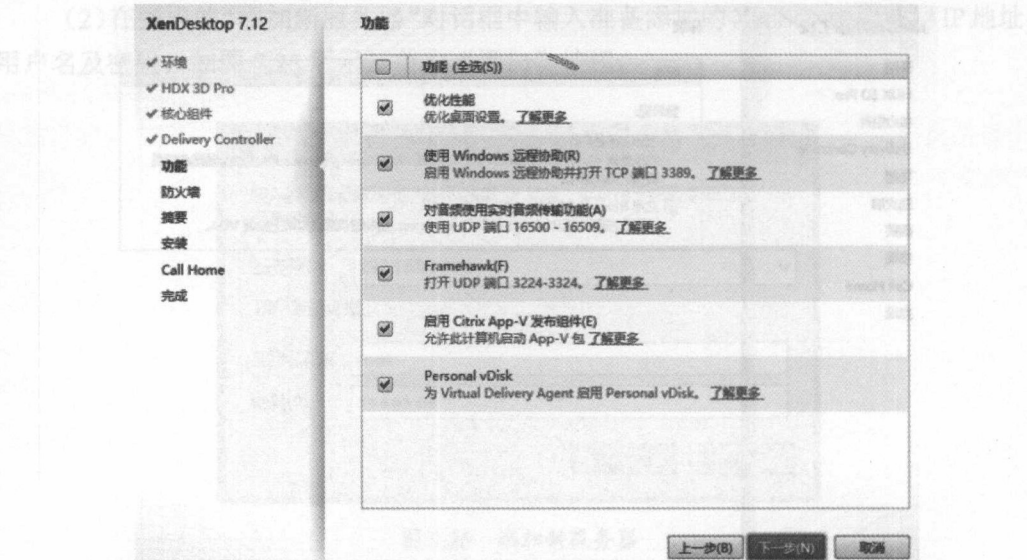 XenDesktop 7.12
功能
环境
HDX 3D Pro
核心组件
Delivery Controller
功能
防火墙
摘要
安装
Call Home
完成
功能 (全选(S))
优化性能
优化桌面设置。 了解更多
使用 Windows 远程协助(R)
启用 Windows 远程协助并打开 TCP 端口 3389。 了解更多
对音频使用实时音频传输功能(A)
使用 UDP 端口 16500 - 16509。 了解更多
Framehawk(F)
打开 UDP 端口 3224-3324。 了解更多
启用 Citrix App-V 发布组件(E)
允许此计算机启动 App-V 包 了解更多
Personal vDisk
为 Virtual Delivery Agent 启用 Personal vDisk。 了解更多
上一步(B) 下一步(N) 取消